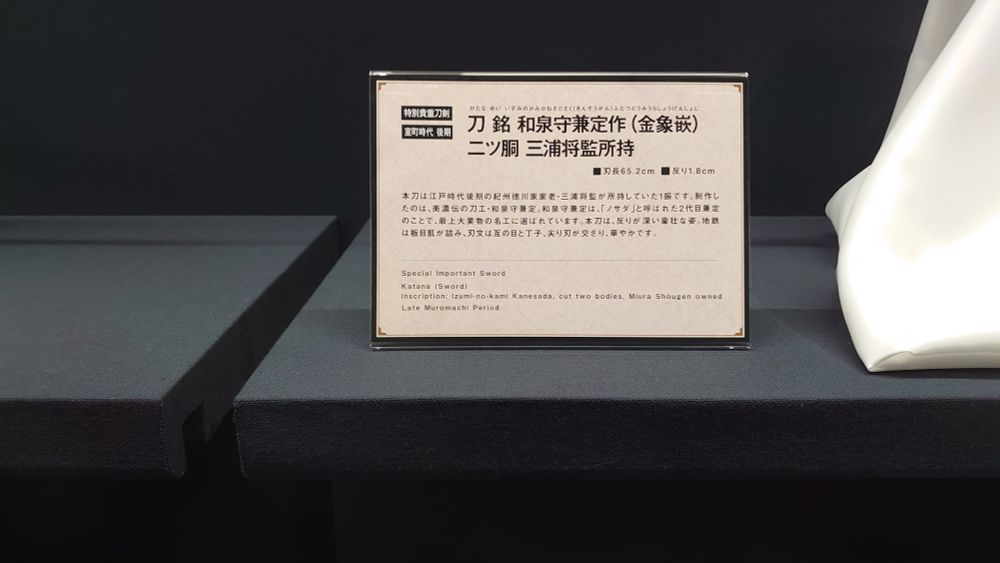 特別貴重刀剣
室町時代 後期
かたな めい いずみのかみかねさださく(きんぞうがん)ふたつどうみうらしょうげんしょじ
刀 銘 和泉守兼定作(金象嵌)
二ツ胴 三浦将監所持
■刃長65.2cm ■反り1.8cm
本刀は江戸時代後期の紀州徳川家家老・三浦将監が所持していた1振です。制作し
たのは、美濃伝の刀工・和泉守兼定。和泉守兼定は、「ノサダ」と呼ばれた2代目兼定
のことで、最上大業物の名工に選ばれています。本刀は、反りが深い豪壮な姿。地鉄
は板目肌が詰み、刃文は互の目と丁子、尖り刃が交さり、華やかです。
Special Important Sword
Katana (Sword)
Inscription: Izumi-no-kami Kanesada, cut two bodies, Miura Shougen owned
Late Muromachi Period